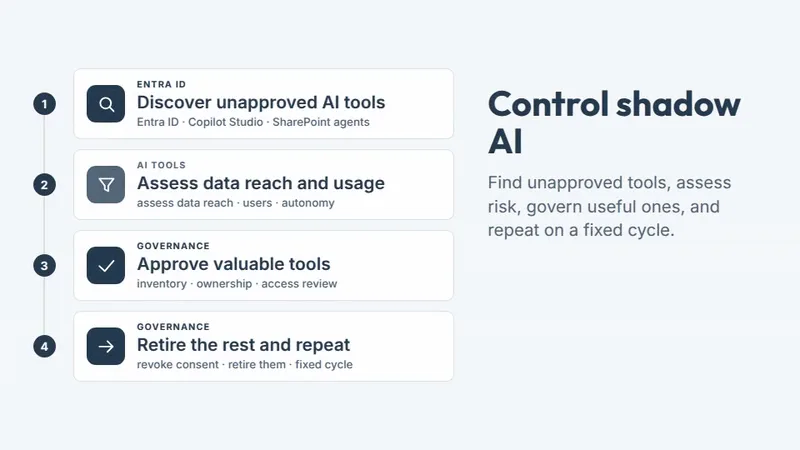 1
ENTRA ID
Discover unapproved AI tools
Entra ID · Copilot Studio · SharePoint agents
2
AI TOOLS
Assess data reach and usage
assess data reach · users · autonomy
3
GOVERNANCE
Approve valuable tools
inventory · ownership · access review
4
GOVERNANCE
Retire the rest and repeat
revoke consent · retire them · fixed cycle
Control shadow
AI
Find unapproved tools, assess
risk, govern useful ones, and
repeat on a fixed cycle.